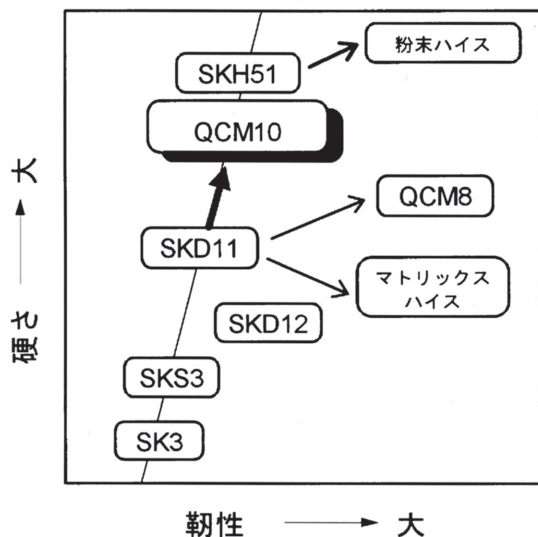 粉末ハイス
SKH51
QCM10
QCM8
SKD11
マトリックス
ハイス
SKD12
SKS3
SK3
硬さ → 大
靭性 → 大